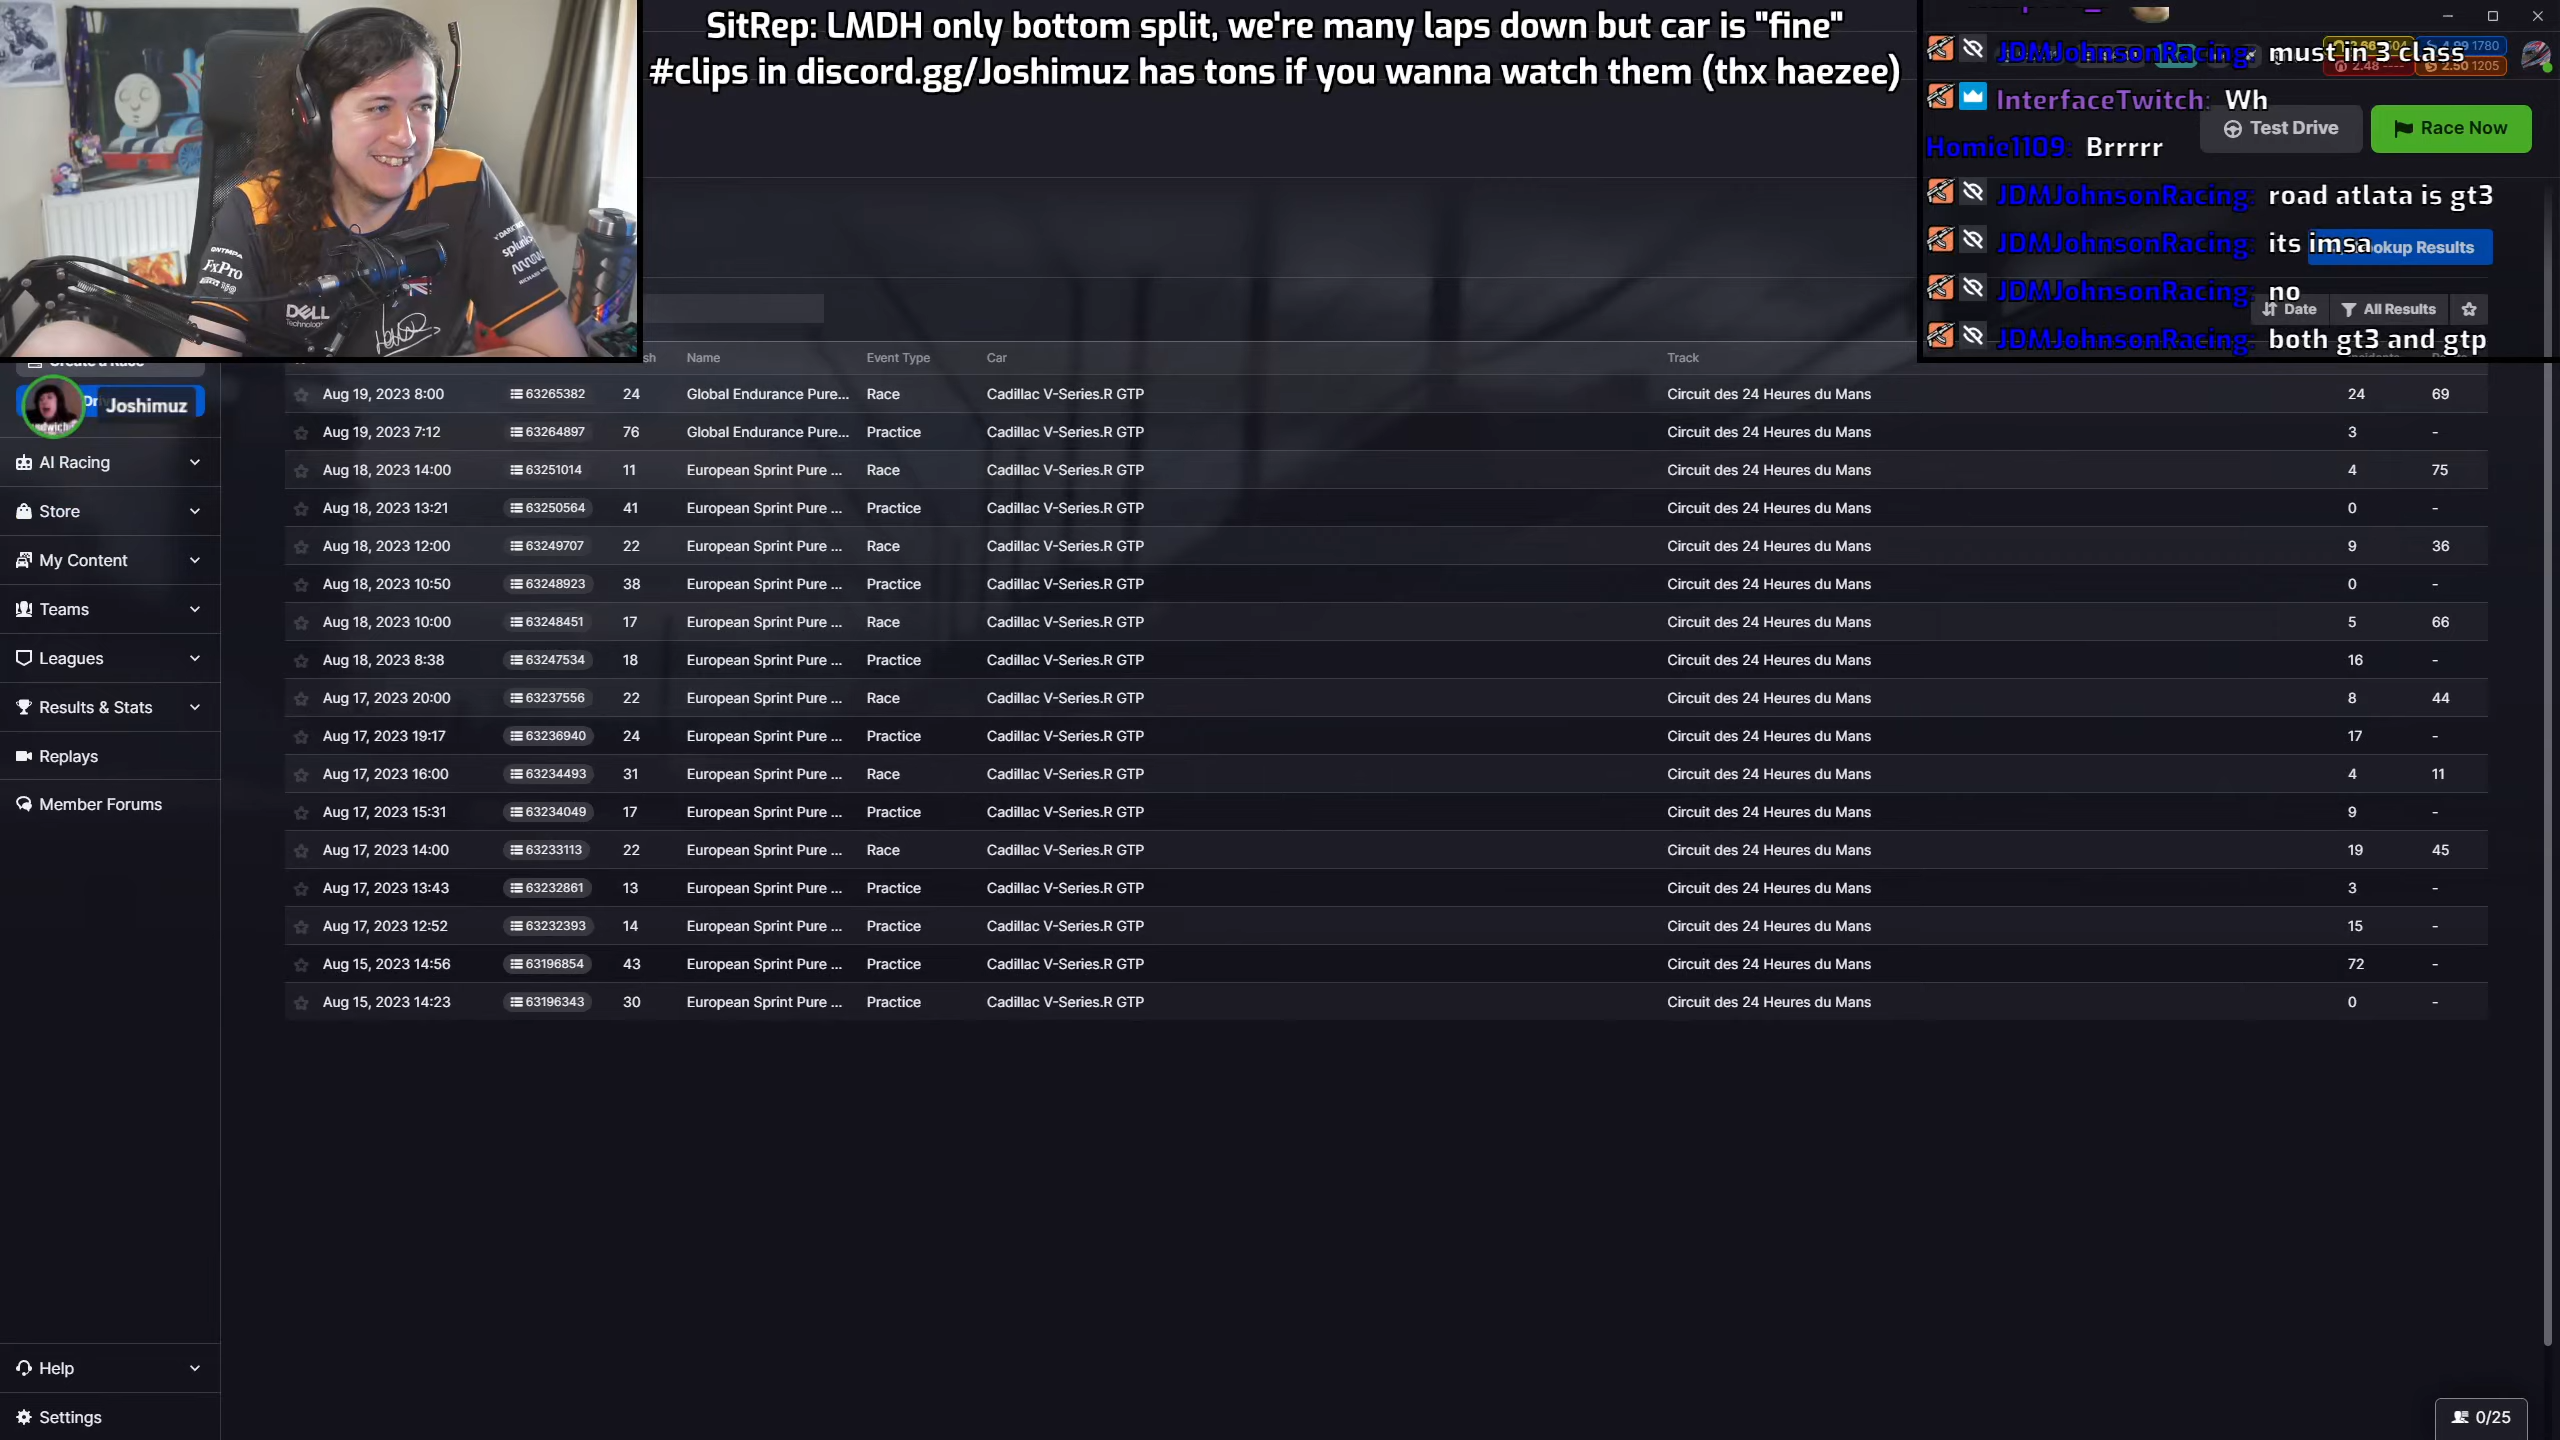 SitRep: LMDH only bottom split, we're many laps down but car is "fine"
#clips in discord.gg/Joshimuz has tons if you wanna watch them (thx haezee)
JDMJohnsonRacing: must in 3 class
InterfaceTwitch: Wh
Homie1109: Brrrrr
JDMJohnsonRacing: road atlata is gt3
JDMJohnsonRacing: its imsa
JDMJohnsonRacing: no
JDMJohnsonRacing: both gt3 and gtp
4.99 1780
2.48 ----
2.50 1205
Test Drive
Race Now
Results
Date
All Results
FxPro
DELL
Technologies
splunk>
Joshimuz
AI Racing
Store
My Content
Teams
Leagues
Results & Stats
Replays
Member Forums
Help
Settings
Name Event Type Car Track
Aug 19, 2023 8:00 63265382 24 Global Endurance Pure... Race Cadillac V-Series.R GTP Circuit des 24 Heures du Mans 24 69
Aug 19, 2023 7:12 63264897 76 Global Endurance Pure... Practice Cadillac V-Series.R GTP Circuit des 24 Heures du Mans 3 -
Aug 18, 2023 14:00 63251014 11 European Sprint Pure ... Race Cadillac V-Series.R GTP Circuit des 24 Heures du Mans 4 75
Aug 18, 2023 13:21 63250564 41 European Sprint Pure ... Practice Cadillac V-Series.R GTP Circuit des 24 Heures du Mans 0 -
Aug 18, 2023 12:00 63249707 22 European Sprint Pure ... Race Cadillac V-Series.R GTP Circuit des 24 Heures du Mans 9 36
Aug 18, 2023 10:50 63248923 38 European Sprint Pure ... Practice Cadillac V-Series.R GTP Circuit des 24 Heures du Mans 0 -
Aug 18, 2023 10:00 63248451 17 European Sprint Pure ... Race Cadillac V-Series.R GTP Circuit des 24 Heures du Mans 5 66
Aug 18, 2023 8:38 63247534 18 European Sprint Pure ... Practice Cadillac V-Series.R GTP Circuit des 24 Heures du Mans 16 -
Aug 17, 2023 20:00 63237556 22 European Sprint Pure ... Race Cadillac V-Series.R GTP Circuit des 24 Heures du Mans 8 44
Aug 17, 2023 19:17 63236940 24 European Sprint Pure ... Practice Cadillac V-Series.R GTP Circuit des 24 Heures du Mans 17 -
Aug 17, 2023 16:00 63234493 31 European Sprint Pure ... Race Cadillac V-Series.R GTP Circuit des 24 Heures du Mans 4 11
Aug 17, 2023 15:31 63234049 17 European Sprint Pure ... Practice Cadillac V-Series.R GTP Circuit des 24 Heures du Mans 9 -
Aug 17, 2023 14:00 63233113 22 European Sprint Pure ... Race Cadillac V-Series.R GTP Circuit des 24 Heures du Mans 19 45
Aug 17, 2023 13:43 63232861 13 European Sprint Pure ... Practice Cadillac V-Series.R GTP Circuit des 24 Heures du Mans 3 -
Aug 17, 2023 12:52 63232393 14 European Sprint Pure ... Practice Cadillac V-Series.R GTP Circuit des 24 Heures du Mans 15 -
Aug 15, 2023 14:56 63196854 43 European Sprint Pure ... Practice Cadillac V-Series.R GTP Circuit des 24 Heures du Mans 72 -
Aug 15, 2023 14:23 63196343 30 European Sprint Pure ... Practice Cadillac V-Series.R GTP Circuit des 24 Heures du Mans 0 -
0/25